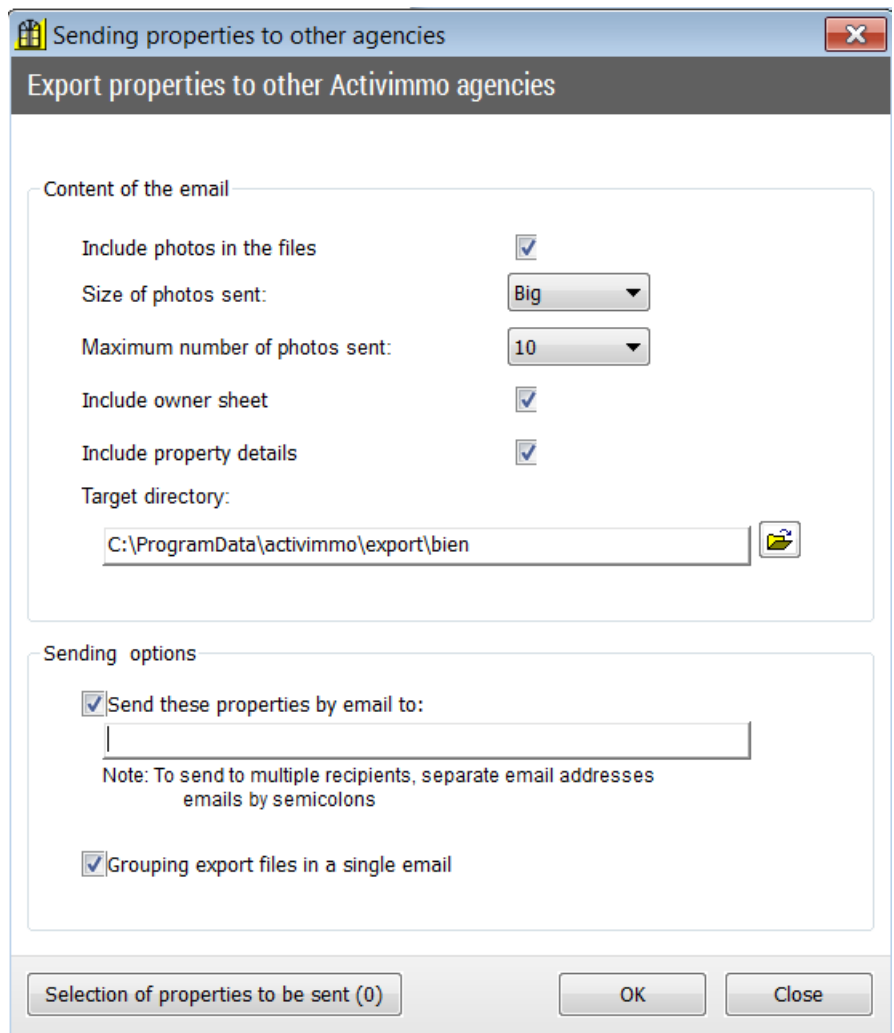 Sending properties to other agencies
Export properties to other Activimmo agencies
Content of the email
Include photos in the files
Size of photos sent: Big
Maximum number of photos sent: 10
Include owner sheet
Include property details
Target directory:
C:\ProgramData\activimmo\export\bien
Sending options
Send these properties by email to:
Note: To send to multiple recipients, separate email addresses
emails by semicolons
Grouping export files in a single email
Selection of properties to be sent (0) OK Close